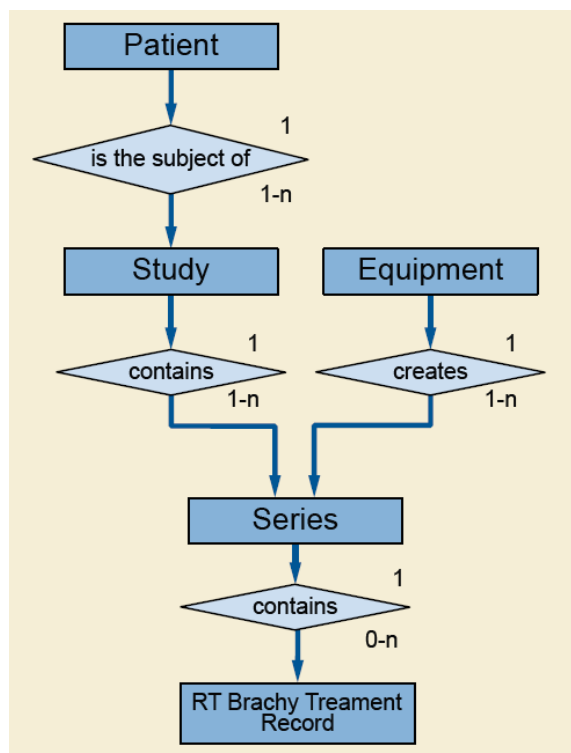 Patient
1
is the subject of
1-n
Study
Equipment
1
1
contains
creates
1-n
1-n
Series
1
contains
0-n
RT Brachy Treament
Record